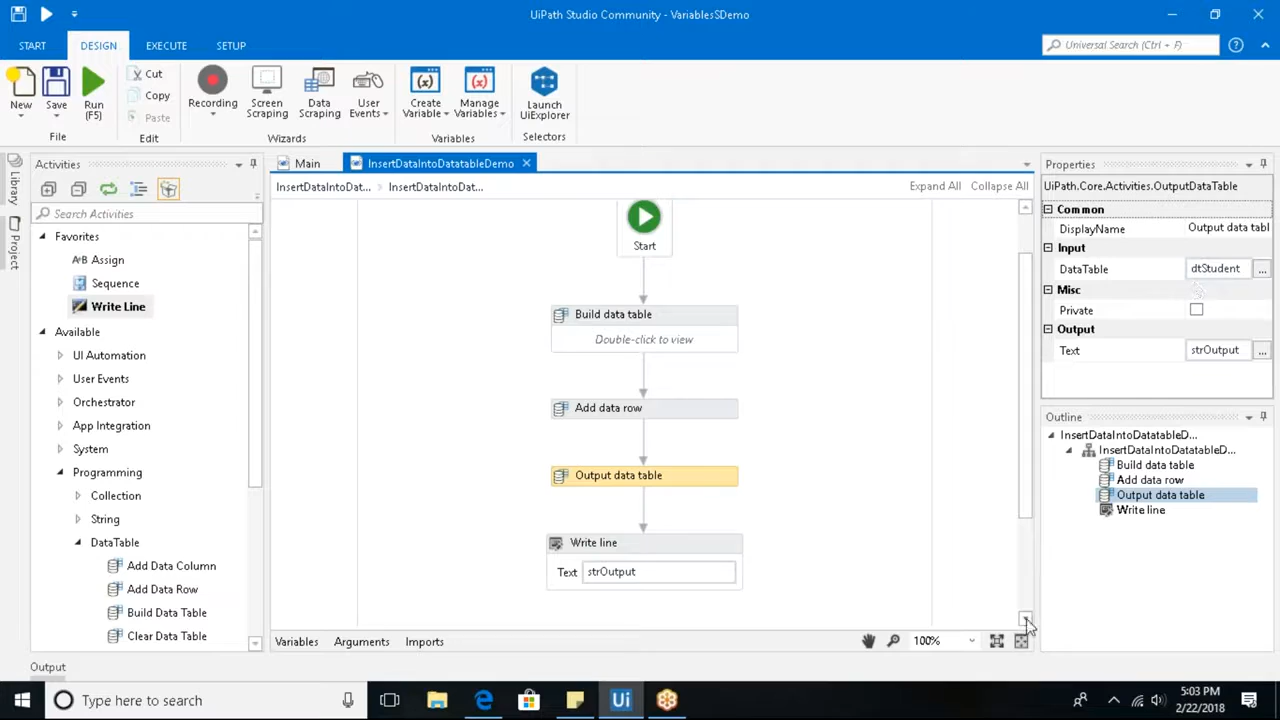 UiPath Studio Community - VariablesSDemo
START
DESIGN
EXECUTE
SETUP
Universal Search (Ctrl + F)
New
Save
Run
(F5)
File
Cut
Copy
Paste
Edit
Recording
Screen
Scraping
Data
Scraping
User
Events
Wizards
Create
Variable
Manage
Variables
Variables
Launch
UiExplorer
Selectors
Library
Project
Activities
Search Activities
Favorites
Assign
Sequence
Write Line
Available
UI Automation
User Events
Orchestrator
App Integration
System
Programming
Collection
String
DataTable
Add Data Column
Add Data Row
Build Data Table
Clear Data Table
Main
InsertDataIntoDatatableDemo
InsertDataIntoDat...
InsertDataIntoDat...
Expand All
Collapse All
Start
Build data table
Double-click to view
Add data row
Output data table
Write line
Text
strOutput
Variables
Arguments
Imports
100%
Properties
UiPath.Core.Activities.OutputDataTable
Common
DisplayName
Output data tabl
Input
DataTable
dtStudent
...
Misc
Private
Output
Text
strOutput
...
Outline
InsertDataIntoDatatableD...
InsertDataIntoDatatableD...
Build data table
Add data row
Output data table
Write line
Output
Type here to search
Ui
5:03 PM
2/22/2018